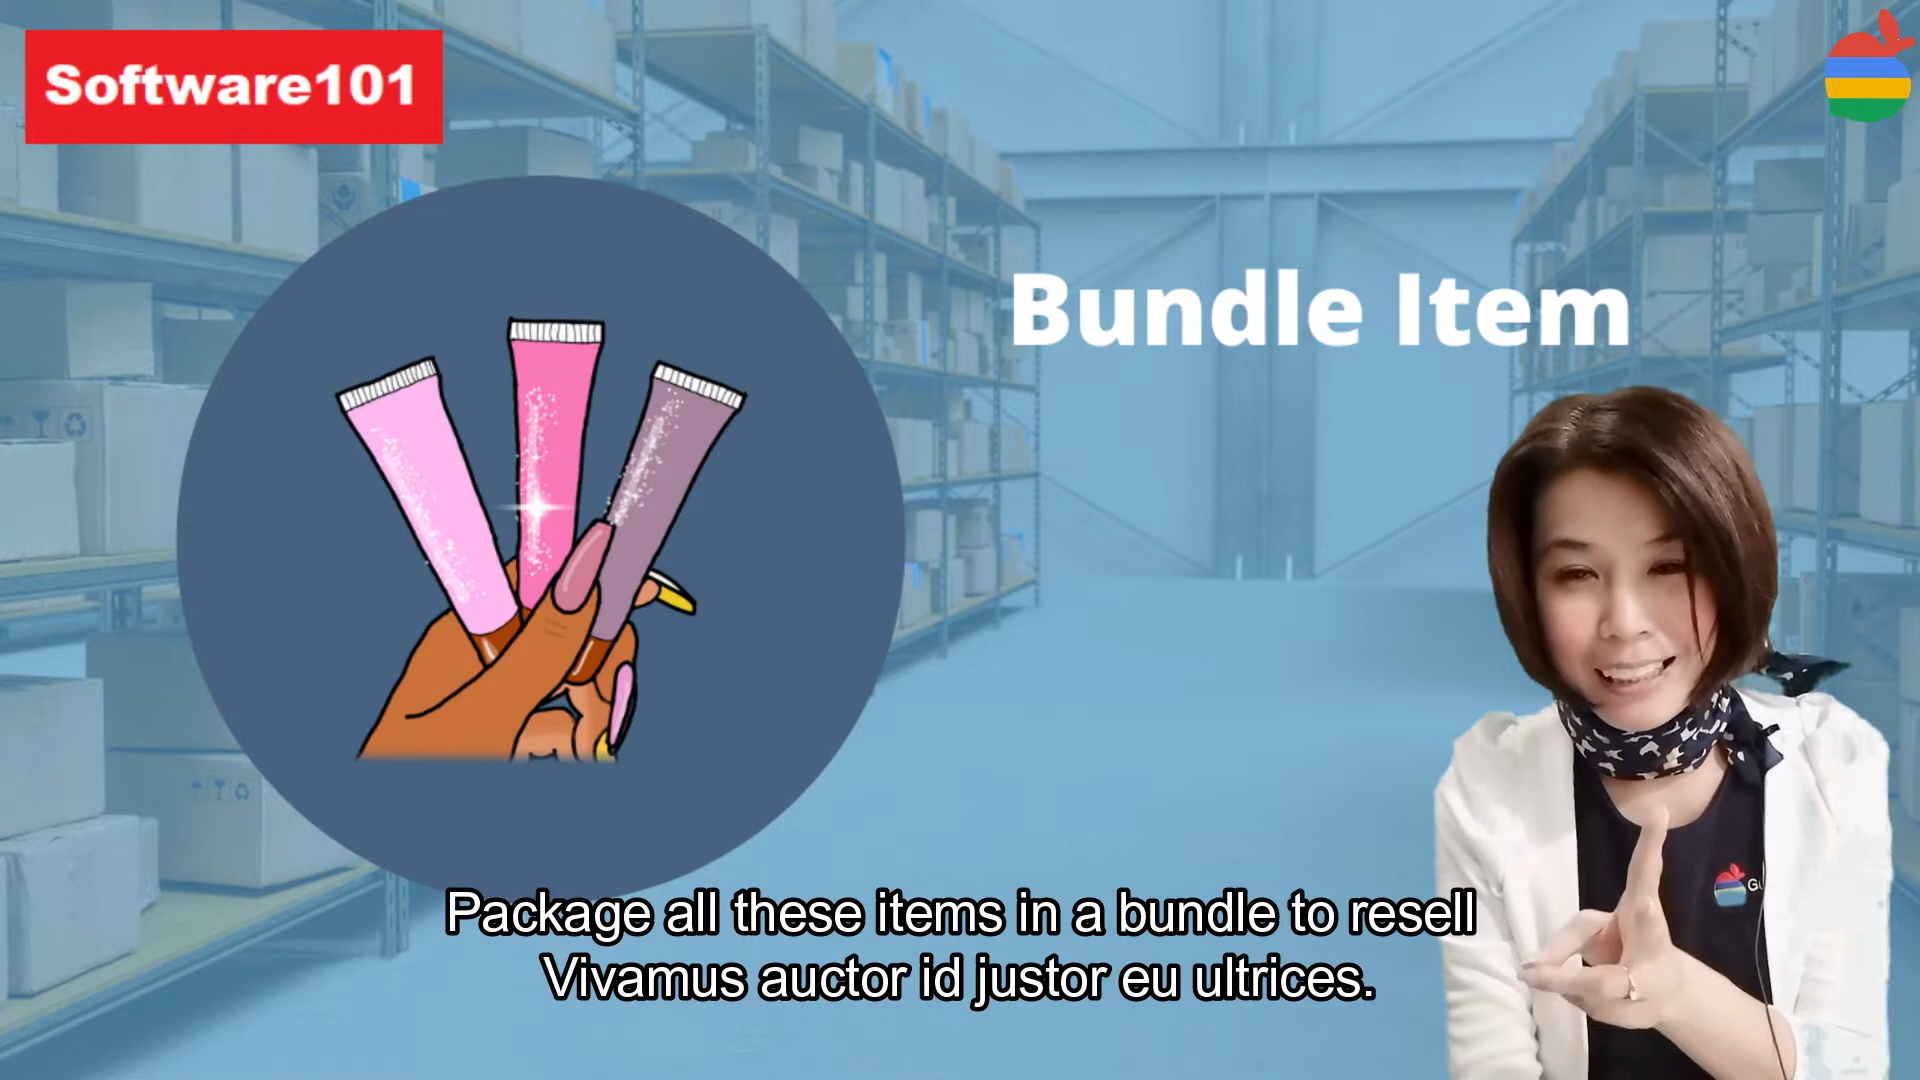 Software101
Bundle Item
Package all these items in a bundle to resell
Vivamus auctor id justor eu ultrices.